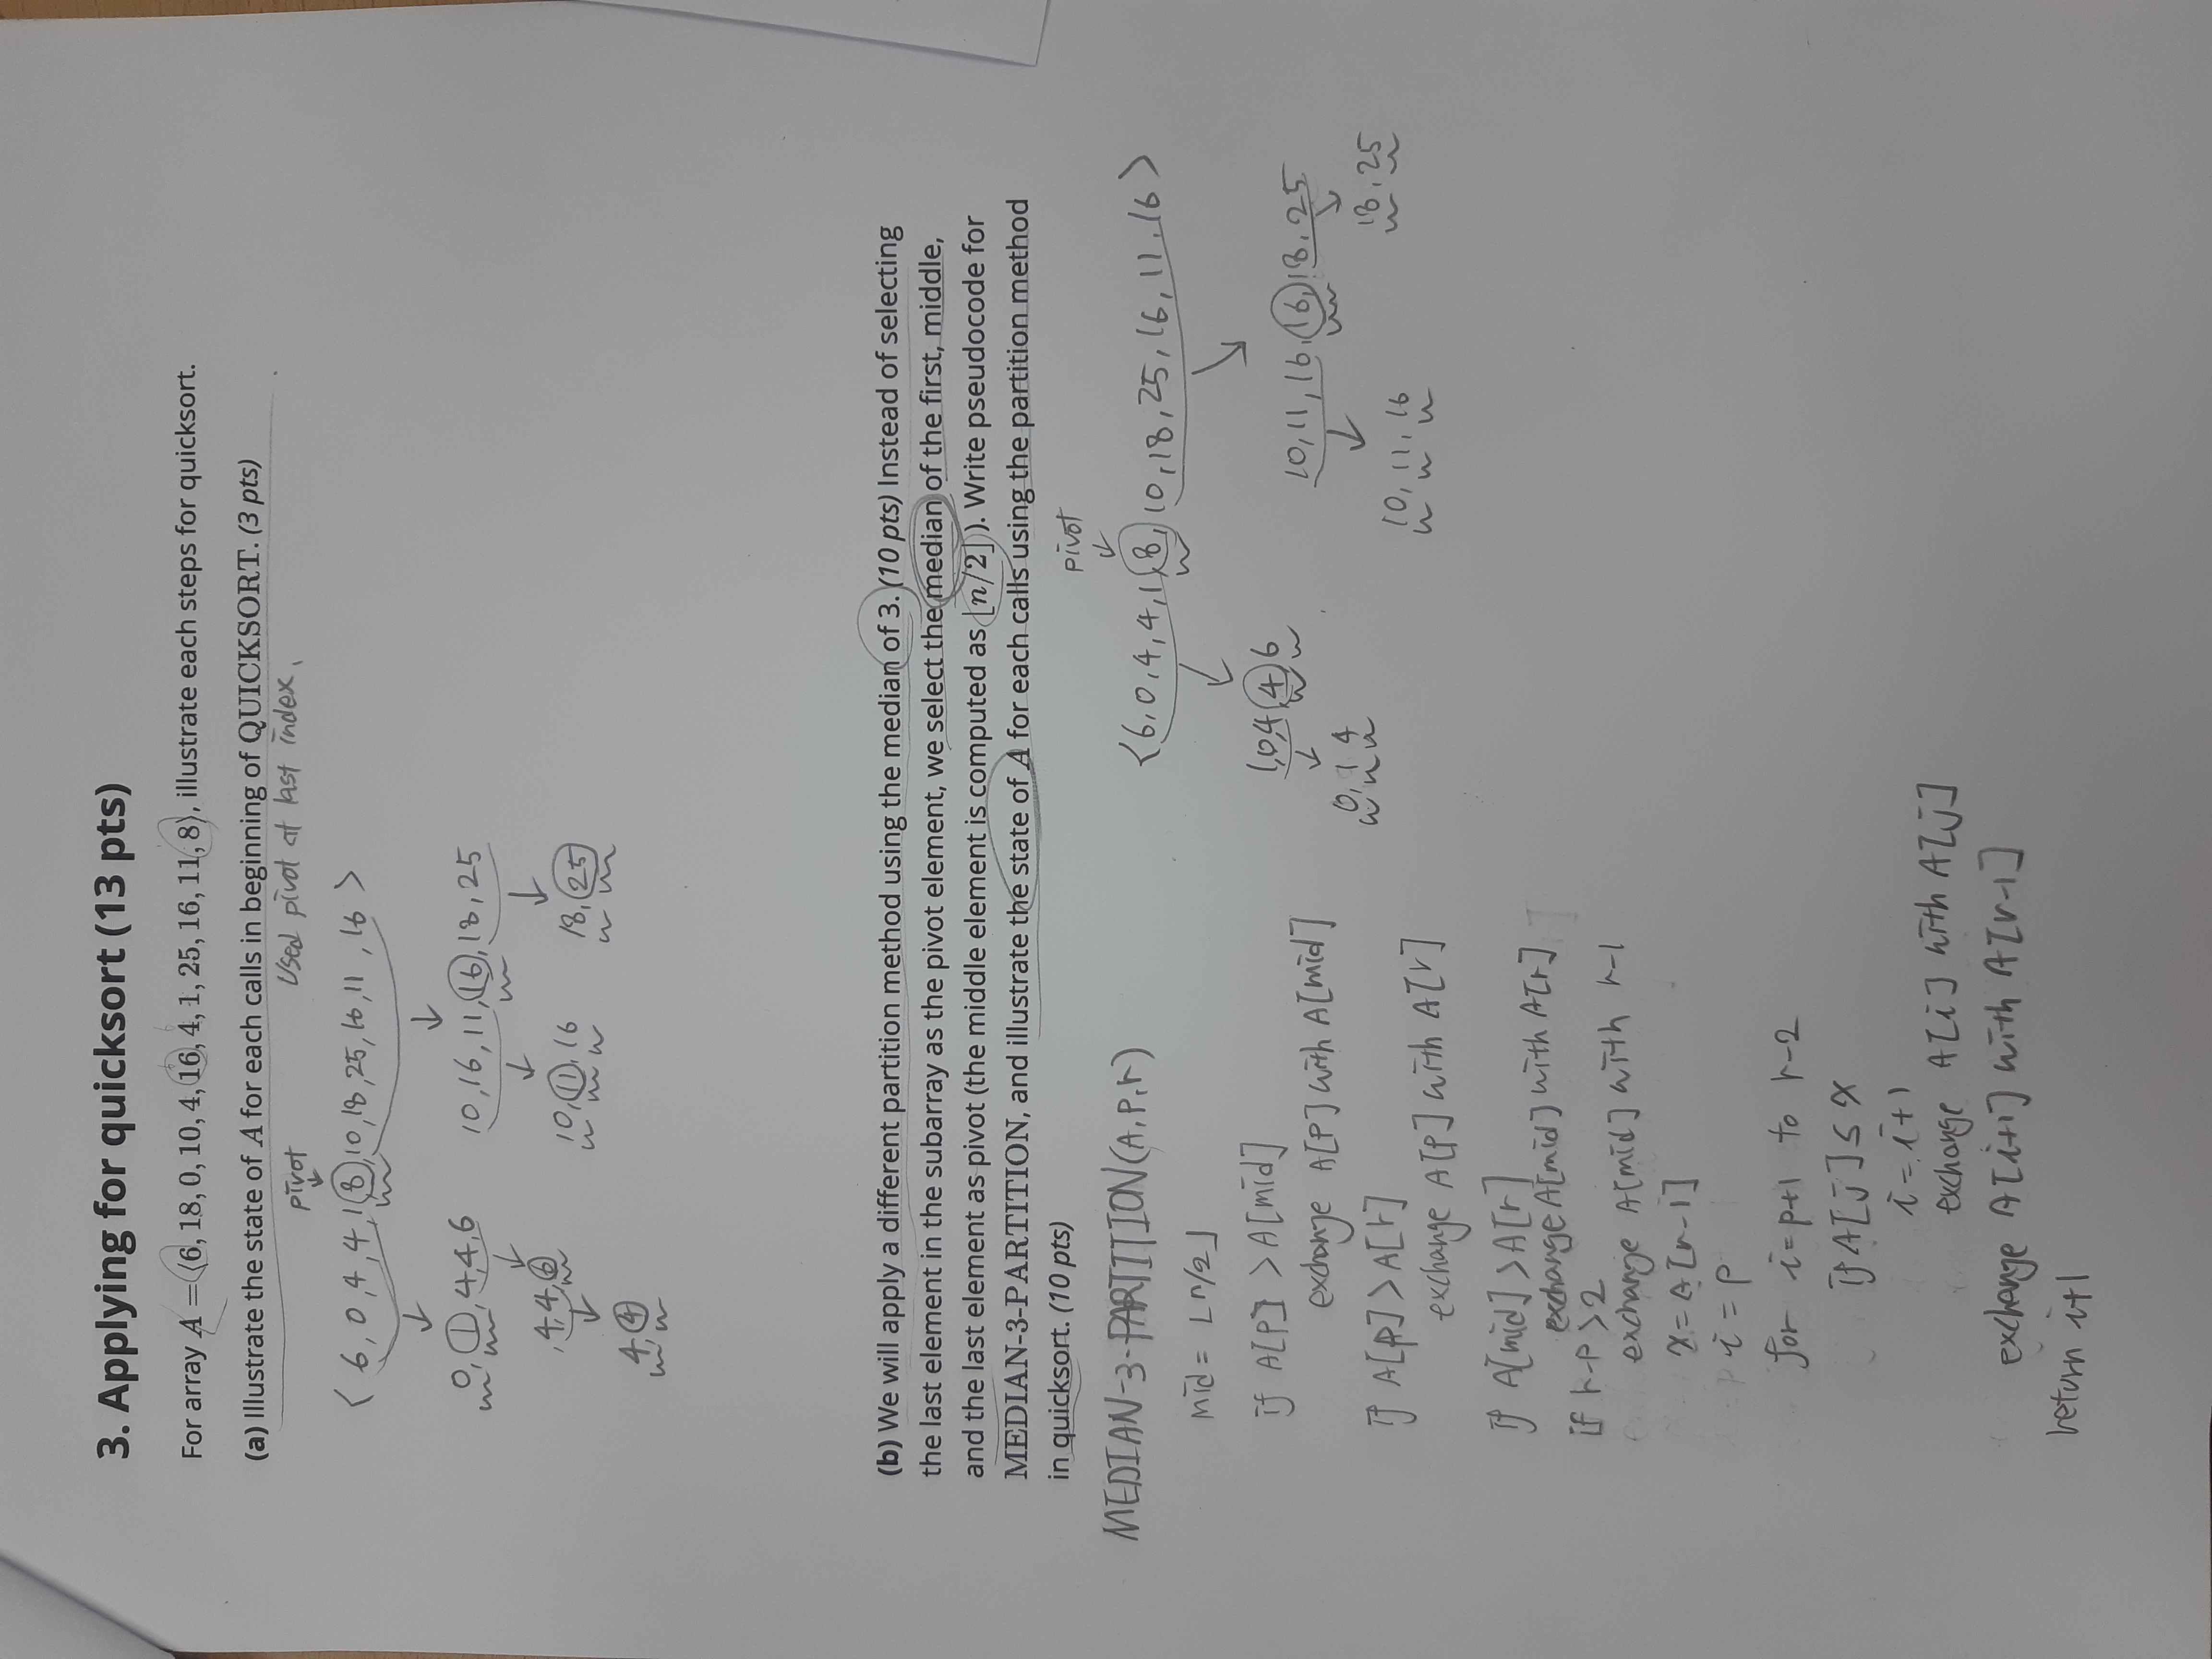 3. Applying for quicksort (13 pts)
For array A = ⟨6, 18, 0, 10, 4, 16, 4, 1, 25, 16, 11, 8⟩, illustrate each steps for quicksort.
(a) Illustrate the state of A for each calls in beginning of QUICKSORT. (3 pts)
pivot
Used pivot at last index.
↓
< 6, 0, 4, 4, 1, 8, 10, 18, 25, 16, 11, 16 >
↓ ↓
0, 1, 4, 4, 6 10, 16, 11, 16, 18, 25
↓ ↓ ↓
4, 4, 6 10, 11, 16 18, 25
↓
4, 4
(b) We will apply a different partition method using the median of 3. (10 pts) Instead of selecting
the last element in the subarray as the pivot element, we select the median of the first, middle,
and the last element as pivot (the middle element is computed as ⌊n/2⌋). Write pseudocode for
MEDIAN-3-PARTITION, and illustrate the state of A for each calls using the partition method
in quicksort. (10 pts)
MEDIAN-3-PARTITION(A, P, r)
mid = ⌊n/2⌋
if A[P] > A[mid]
exchange A[P] with A[mid]
if A[p] > A[r]
exchange A[P] with A[r]
if A[mid] > A[r]
exchange A[mid] with A[r]
if r-p > 2
exchange A[mid] with r-1
x = A[r-1]
i = p
for i = p+1 to r-2
if A[j] ≤ x
i = i+1
exchange A[i] with A[j]
exchange A[i+1] with A[r-1]
return i+1
pivot
↓
<6, 0, 4, 4, 1, 8, 10, 18, 25, 16, 11, 16>
1, 0, 4, 4, 6
↓
0, 1 4
10, 11, 16, 16, 18, 25
↓ ↓
10, 11, 16 18, 25